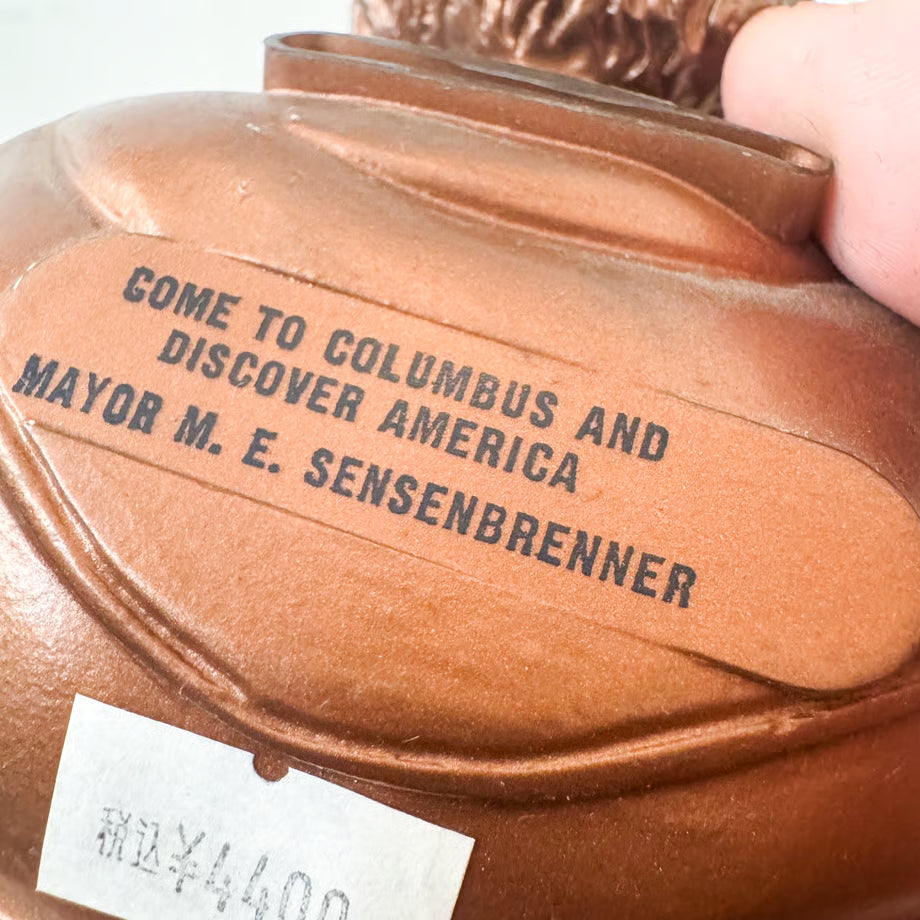 COME TO COLUMBUS AND
DISCOVER AMERICA
MAYOR M. E. SENSENBRENNER
税込¥4400